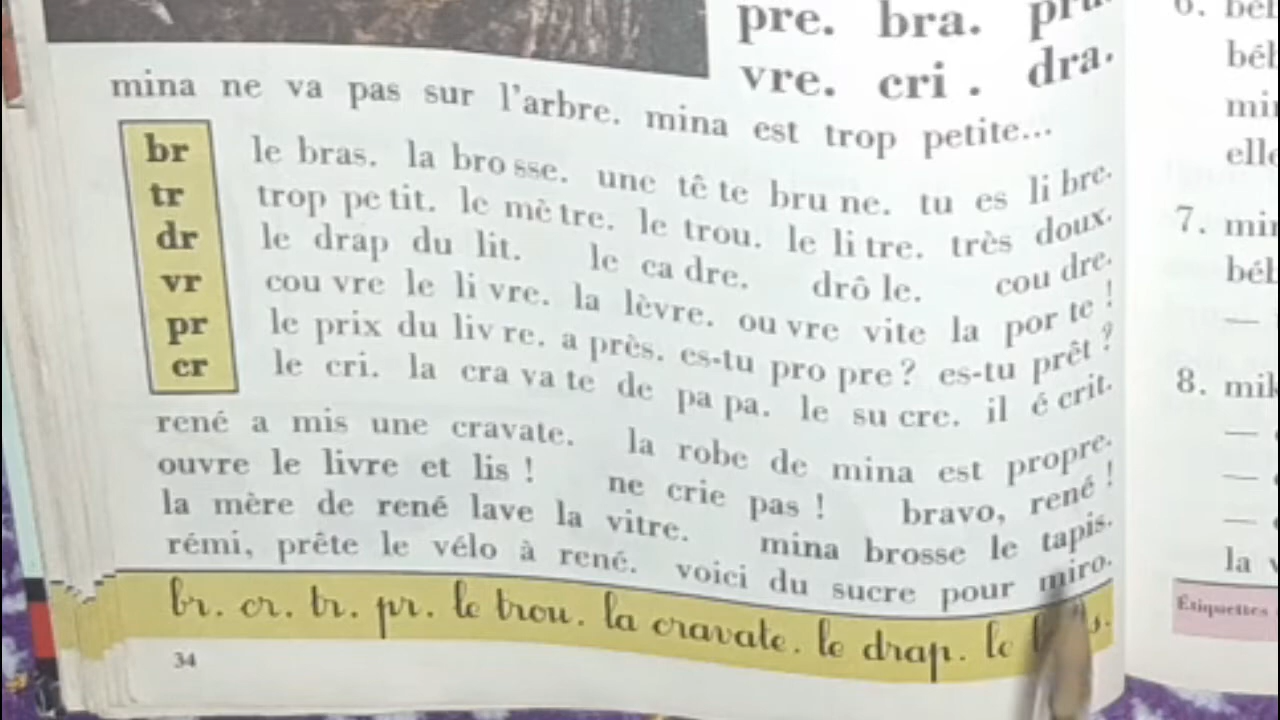 pre. bra.
vre. cri. dra.
mina ne va pas sur l'arbre. mina est trop petite...
br le bras. la bro sse. une tê te bru ne. tu es li bre.
tr trop pe tit. le mè tre. le trou. le li tre. très doux.
dr le drap du lit. le ca dre. drô le. cou dre.
vr cou vre le li vre. la lèvre. ou vre vite la por te !
pr le prix du liv re. a près. es-tu pro pre ? es-tu prêt ?
cr le cri. la cra va te de pa pa. le su cre. il é crit.
rené a mis une cravate. la robe de mina est propre.
ouvre le livre et lis ! ne crie pas ! bravo, rené !
la mère de rené lave la vitre. mina brosse le tapis.
rémi, prête le vélo à rené. voici du sucre pour miro.
br. cr. tr. pr. le trou. la cravate. le drap. le
34
6.
elle
7.
—
8.
—
—
—
la
Étiquettes